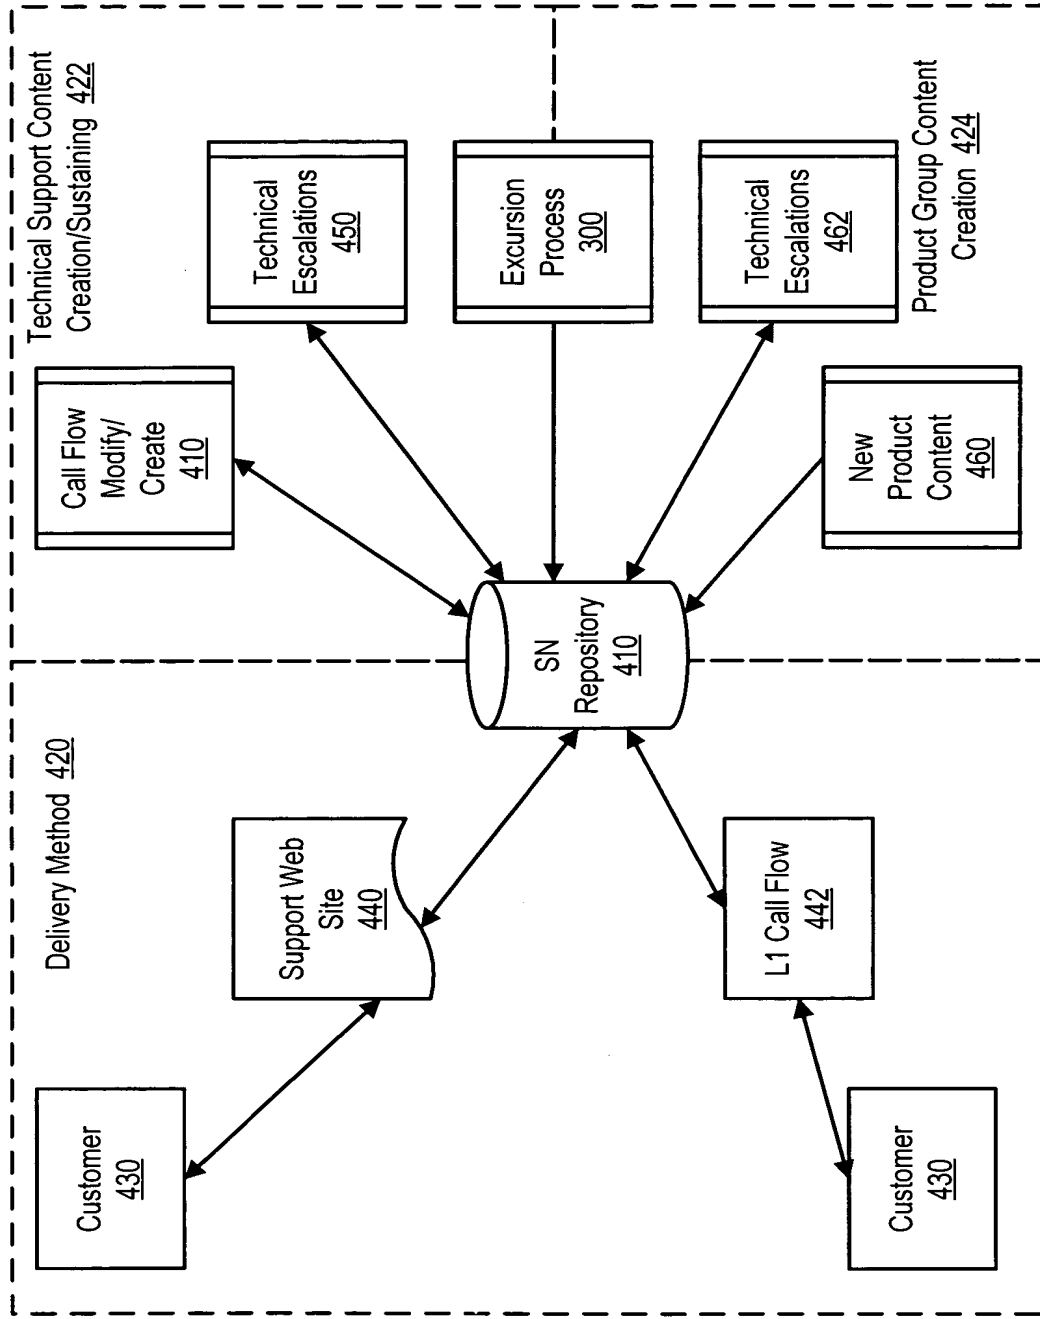 Delivery Method 420
Technical Support Content
Creation/Sustaining 422
Customer
430
Support Web
Site
440
Call Flow
Modify/
Create
410
Technical
Escalations
450
SN
Repository
410
Excursion
Process
300
Customer
430
L1 Call Flow
442
Technical
Escalations
462
New
Product
Content
460
Product Group Content
Creation 424